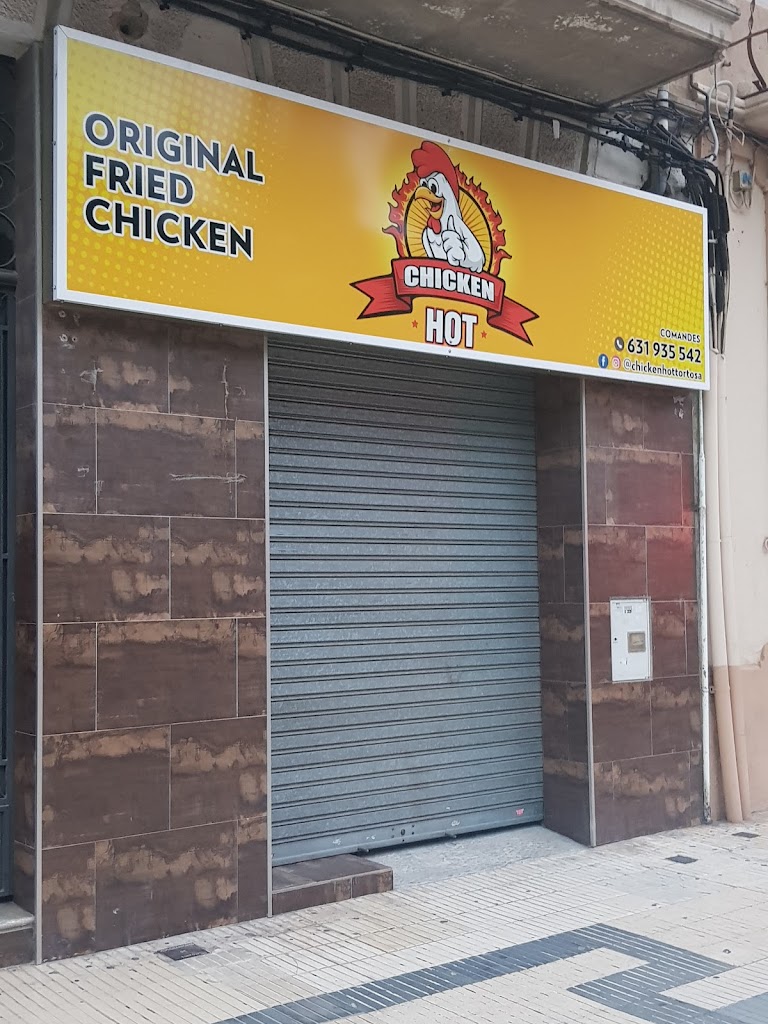 ORIGINAL
FRIED
CHICKEN
CHICKEN
HOT
COMANDES
631 935 542
@chickenhottortosa